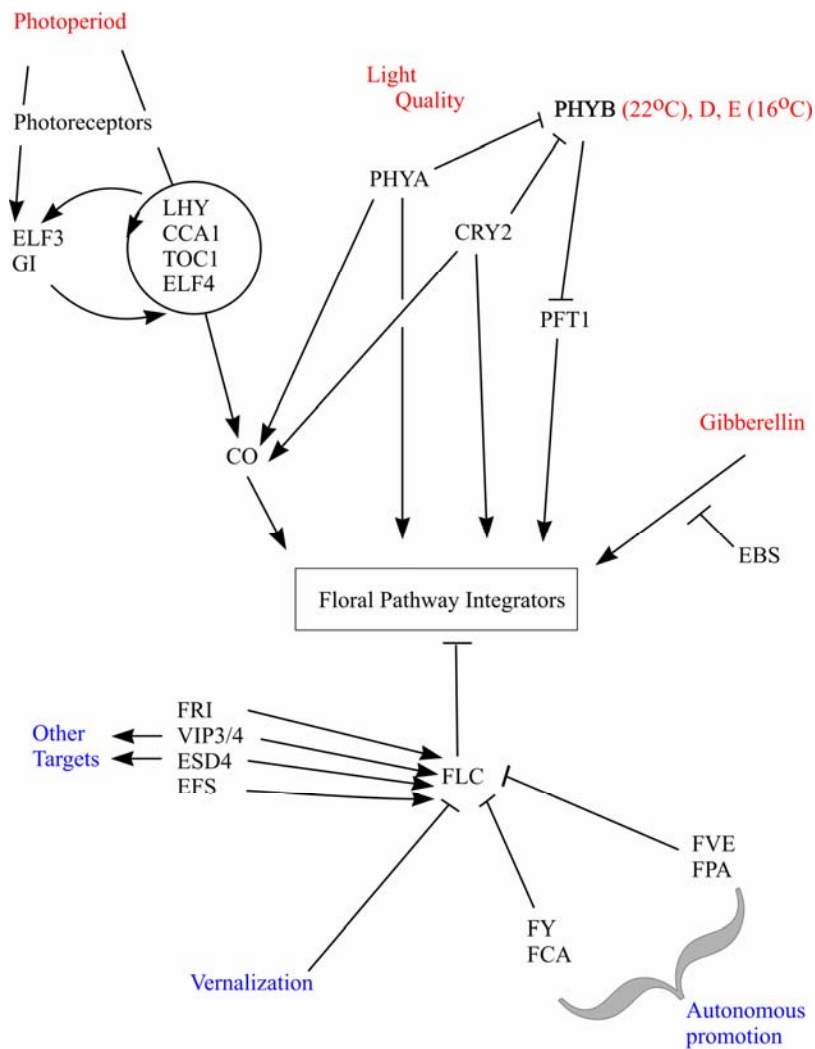 Photoperiod
Light
Quality
PHYB (22°C), D, E (16°C)
Photoreceptors
PHYA
LHY
CCA1
TOC1
ELF4
ELF3
GI
CRY2
PFT1
Gibberellin
CO
EBS
Floral Pathway Integrators
FRI
VIP3/4
ESD4
EFS
Other
Targets
FLC
FVE
FPA
FY
FCA
Vernalization
Autonomous
promotion